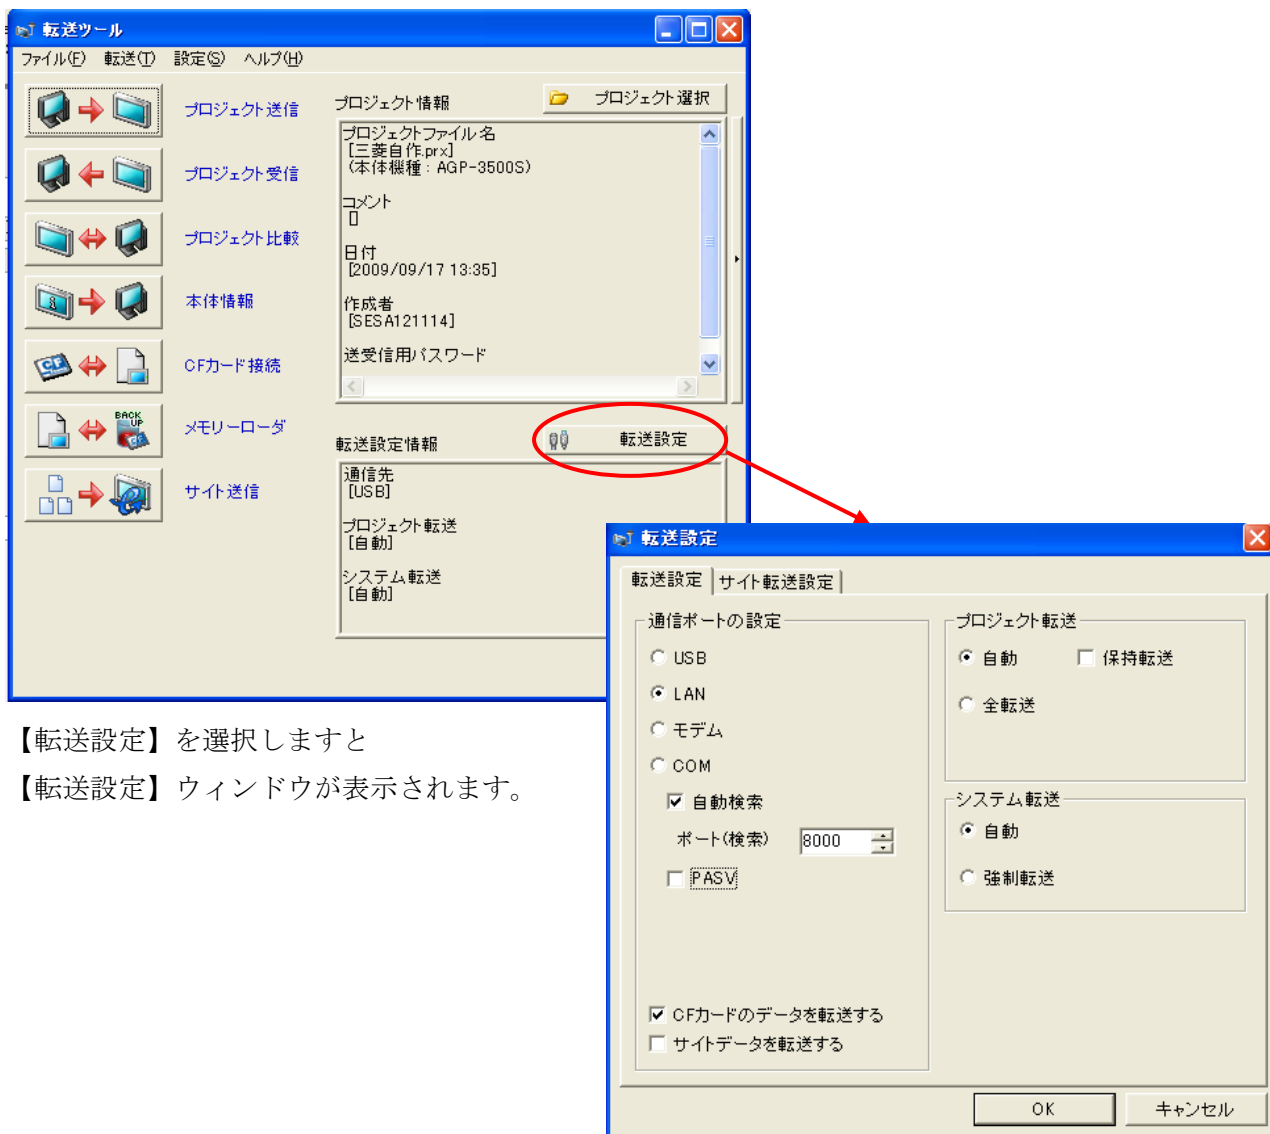 転送ツール
ファイル(F) 転送(T) 設定(S) ヘルプ(H)
プロジェクト送信
プロジェクト受信
プロジェクト比較
本体情報
CFカード接続
CF
メモリーローダ
BACK
UP
サイト送信
プロジェクト情報
プロジェクト選択
プロジェクトファイル名
[三菱自作.prx]
(本体機種：AGP-3500S)
コメント
[]
日付
[2009/09/17 13:35]
作成者
[SESA121114]
送受信用パスワード
転送設定情報
転送設定
通信先
[USB]
プロジェクト転送
[自動]
システム転送
[自動]
【転送設定】を選択しますと
【転送設定】ウィンドウが表示されます。
転送設定
転送設定 サイト転送設定
通信ポートの設定
USB
LAN
モデム
COM
自動検索
ポート(検索) 8000
PASV
CFカードのデータを転送する
サイトデータを転送する
プロジェクト転送
自動 保持転送
全転送
システム転送
自動
強制転送
OK キャンセル